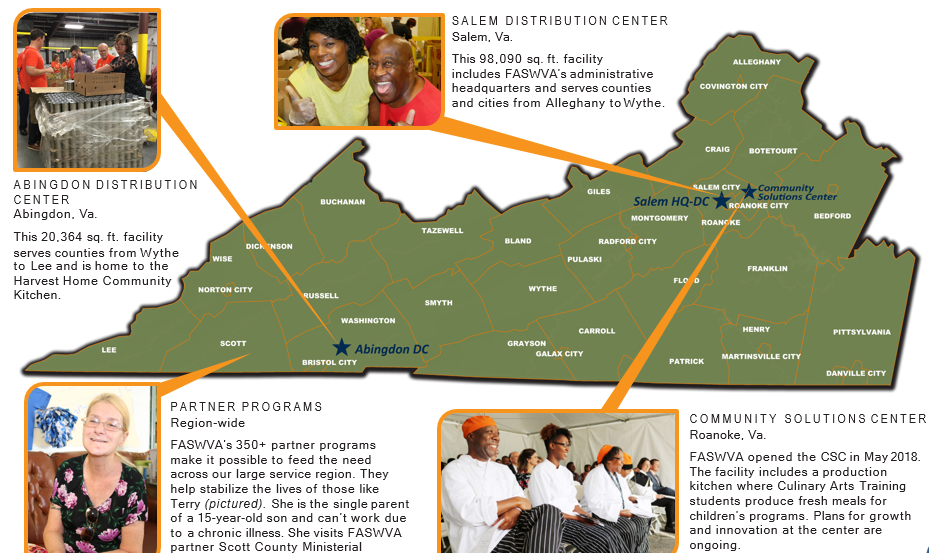 SALEM DISTRIBUTION CENTER
Salem, Va.
This 98,090 sq. ft. facility
includes FASWVA's administrative
headquarters and serves counties
and cities from Alleghany to Wythe.
ABINGDON DISTRIBUTION
CENTER
Abingdon, Va.
This 20,364 sq. ft. facility
serves counties from Wythe
to Lee and is home to the
Harvest Home Community
Kitchen.
ALLEGHANY
COVINGTON CITY
CRAIG
BOTETOURT
GILES
SALEM CITY
Community
Solutions Center
Salem HQ-DC
ROANOKE CITY
BUCHANAN
MONTGOMERY
ROANOKE
BEDFORD
TAZEWELL
BLAND
RADFORD CITY
DICKENSON
WISE
PULASKI
FRANKLIN
FLOYD
NORTON CITY
RUSSELL
SMYTH
WYTHE
WASHINGTON
CARROLL
HENRY
PITTSYLVANIA
LEE
SCOTT
Abingdon DC
GRAYSON
GALAX CITY
MARTINSVILLE CITY
BRISTOL CITY
PATRICK
DANVILLE CITY
PARTNER PROGRAMS
Region-wide
FASWVA's 350+ partner programs
make it possible to feed the need
across our large service region. They
help stabilize the lives of those like
Terry (pictured). She is the single parent
of a 15-year-old son and can't work due
to a chronic illness. She visits FASWVA
partner Scott County Ministerial
COMMUNITY SOLUTIONS CENTER
Roanoke, Va.
FASWVA opened the CSC in May 2018.
The facility includes a production
kitchen where Culinary Arts Training
students produce fresh meals for
children's programs. Plans for growth
and innovation at the center are
ongoing.